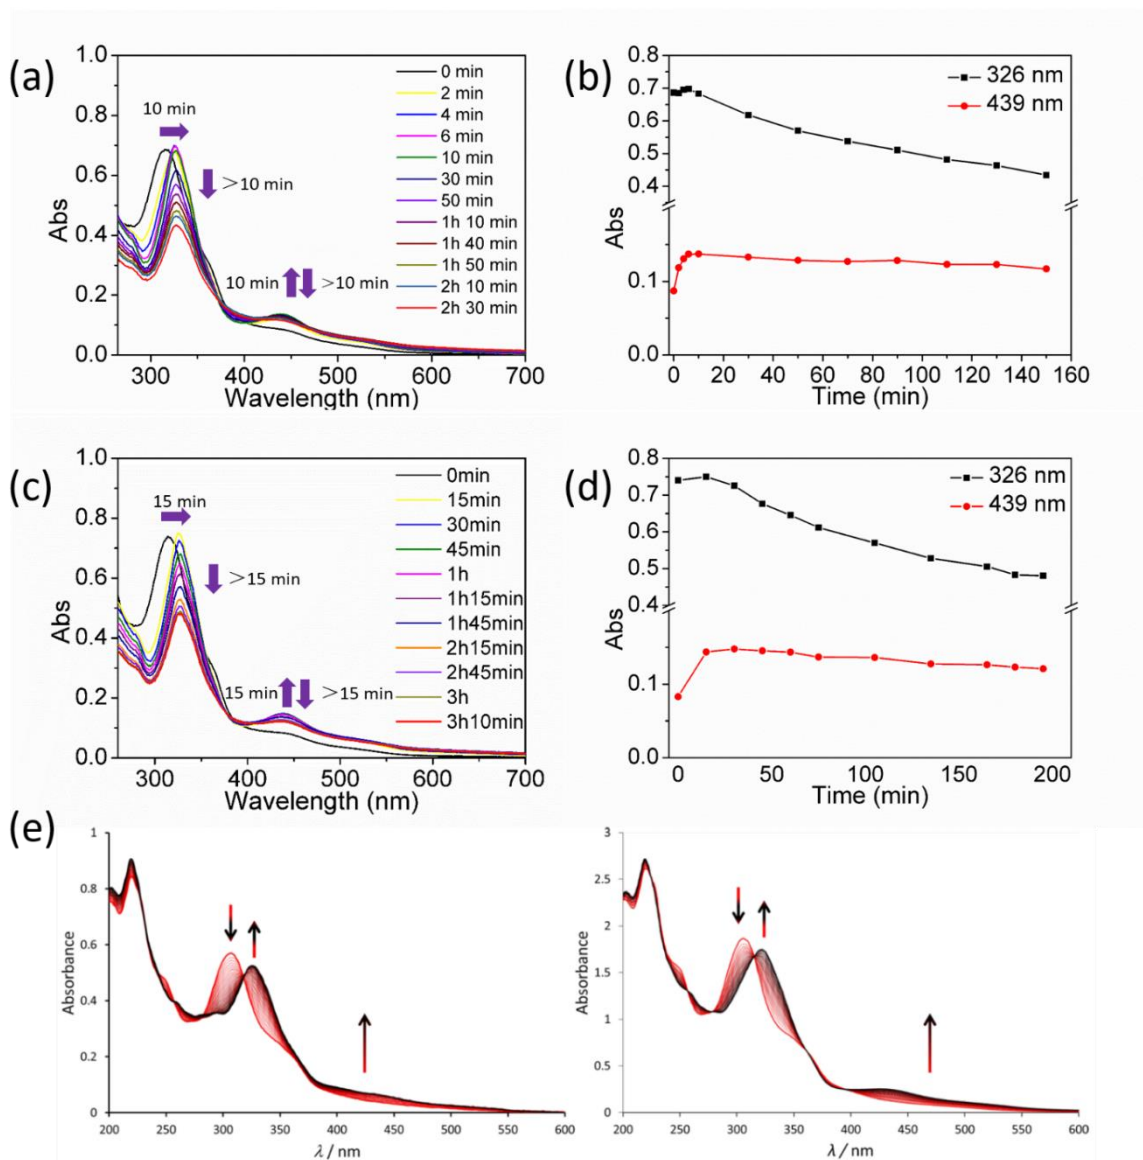 (a)
1.0
0.8
0.6
0.4
0.2
0.0
Abs
300 400 500 600 700
Wavelength (nm)
10 min
>10 min
10 min
>10 min
0 min
2 min
4 min
6 min
10 min
30 min
50 min
1h 10 min
1h 40 min
1h 50 min
2h 10 min
2h 30 min
(b)
0.8
0.7
0.6
0.5
0.4
0.1
0.0
Abs
0 20 40 60 80 100 120 140 160
Time (min)
326 nm
439 nm
(c)
1.0
0.8
0.6
0.4
0.2
0.0
Abs
300 400 500 600 700
Wavelength (nm)
15 min
>15 min
15 min
>15 min
0min
15min
30min
45min
1h
1h15min
1h45min
2h15min
2h45min
3h
3h10min
(d)
0.8
0.7
0.6
0.5
0.4
0.1
0.0
Abs
0 50 100 150 200
Time (min)
326 nm
439 nm
(e)
1
0.8
0.6
0.4
0.2
0
Absorbance
200 250 300 350 400 450 500 550 600
λ / nm
3
2.5
2
1.5
1
0.5
0
Absorbance
200 250 300 350 400 450 500 550 600
λ / nm